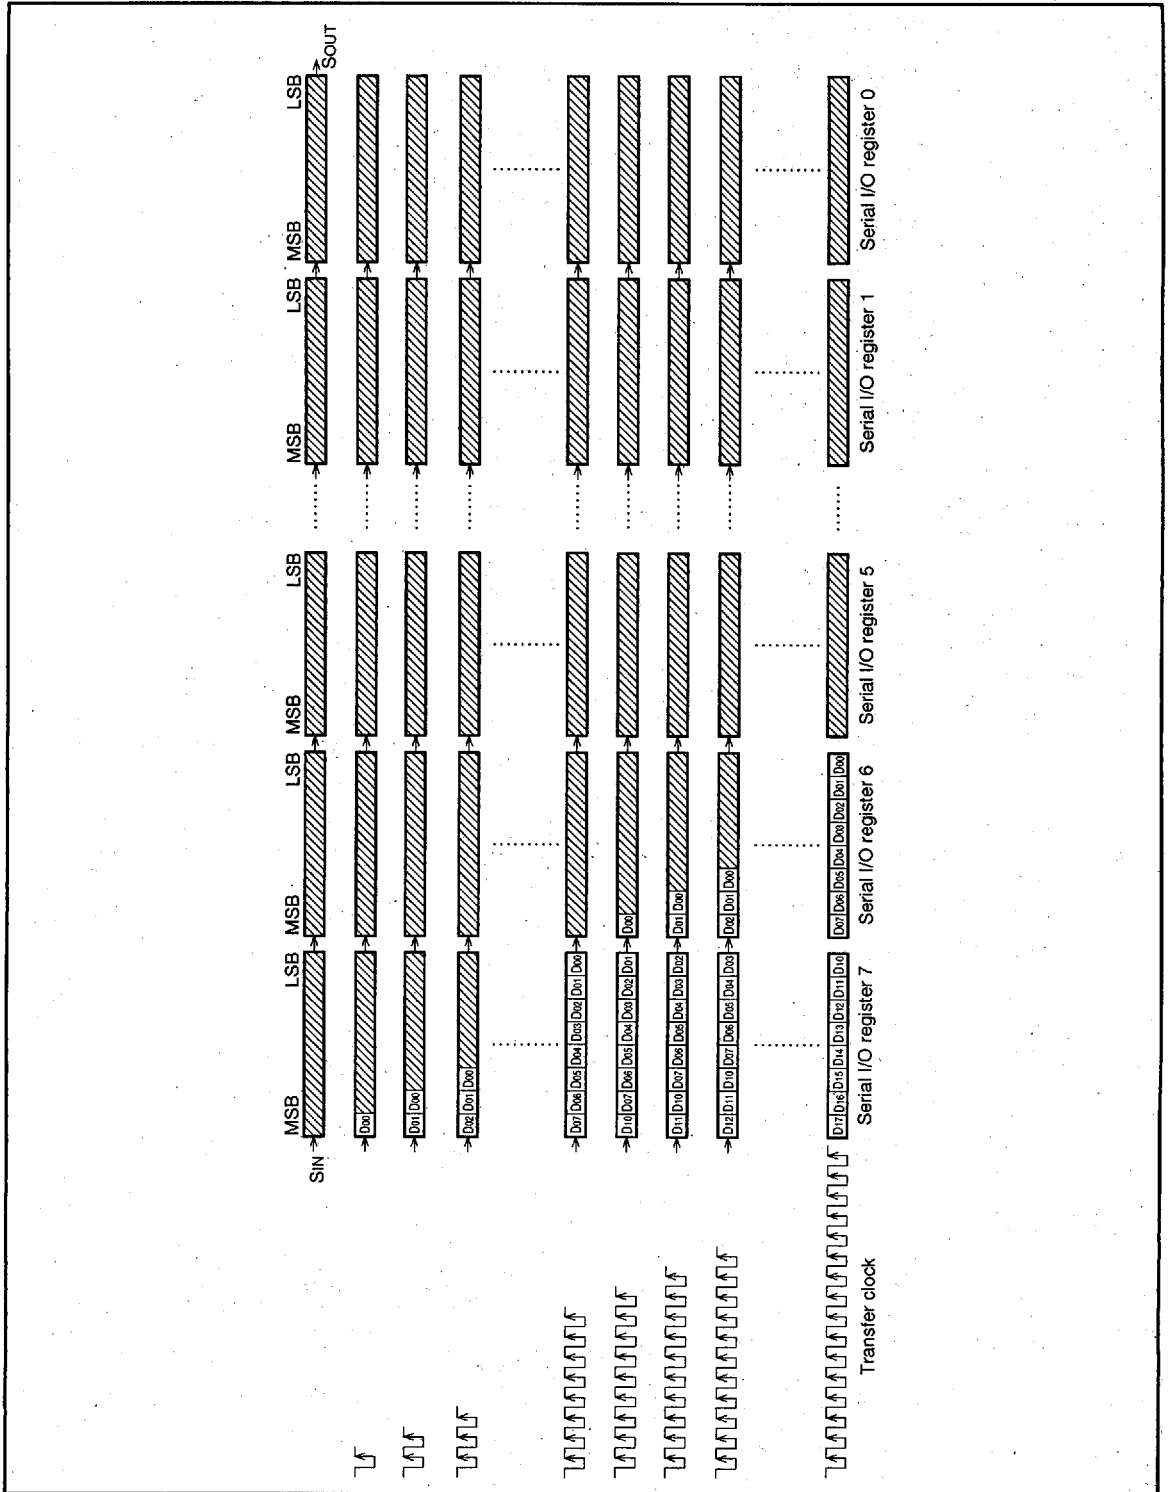 MSB LSB MSB LSB MSB LSB MSB LSB MSB LSB
SIN SOUT
D00
D01 D00
D02 D01 D00
D07 D06 D05 D04 D03 D02 D01 D00
D10 D07 D06 D05 D04 D03 D02 D01 D00
D11 D10 D07 D06 D05 D04 D03 D02 D01 D00
D12 D11 D10 D07 D06 D05 D04 D03 D02 D01 D00
D17 D16 D15 D14 D13 D12 D11 D10 D07 D06 D05 D04 D03 D02 D01 D00
Transfer clock Serial I/O register 7 Serial I/O register 6 Serial I/O register 5 Serial I/O register 1 Serial I/O register 0